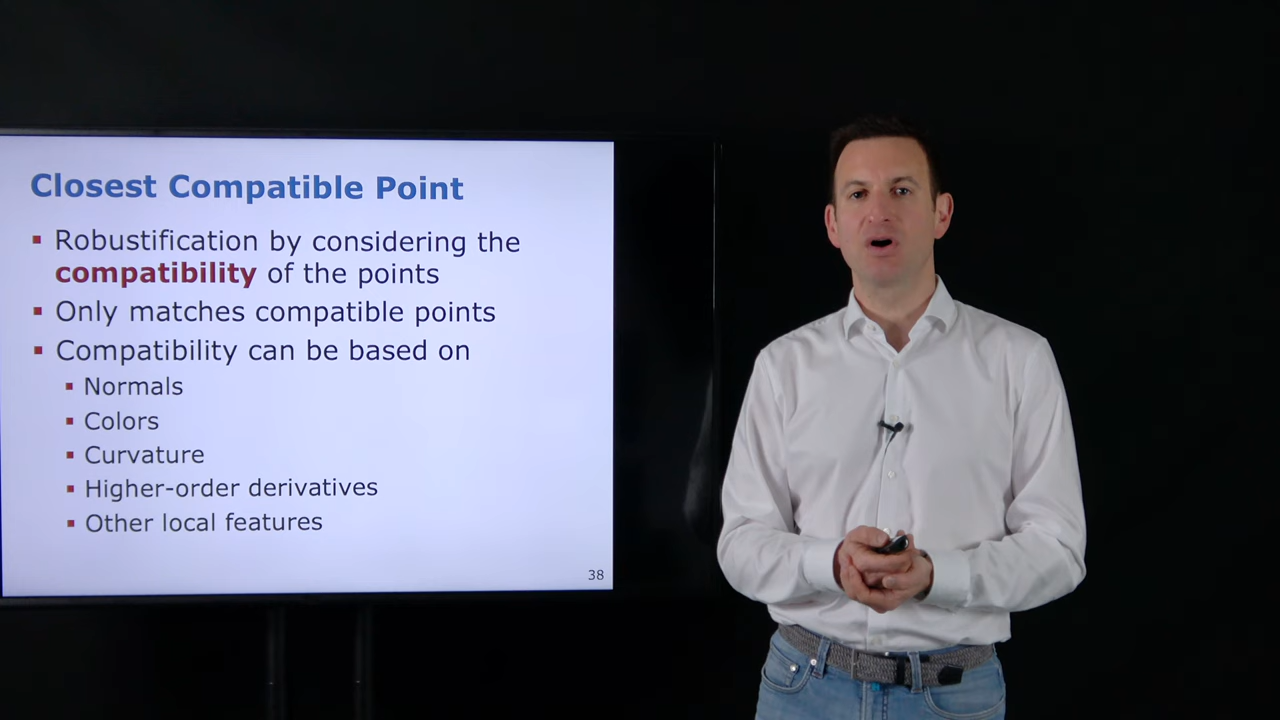 Closest Compatible Point
▪ Robustification by considering the
compatibility of the points
▪ Only matches compatible points
▪ Compatibility can be based on
▪ Normals
▪ Colors
▪ Curvature
▪ Higher-order derivatives
▪ Other local features
38